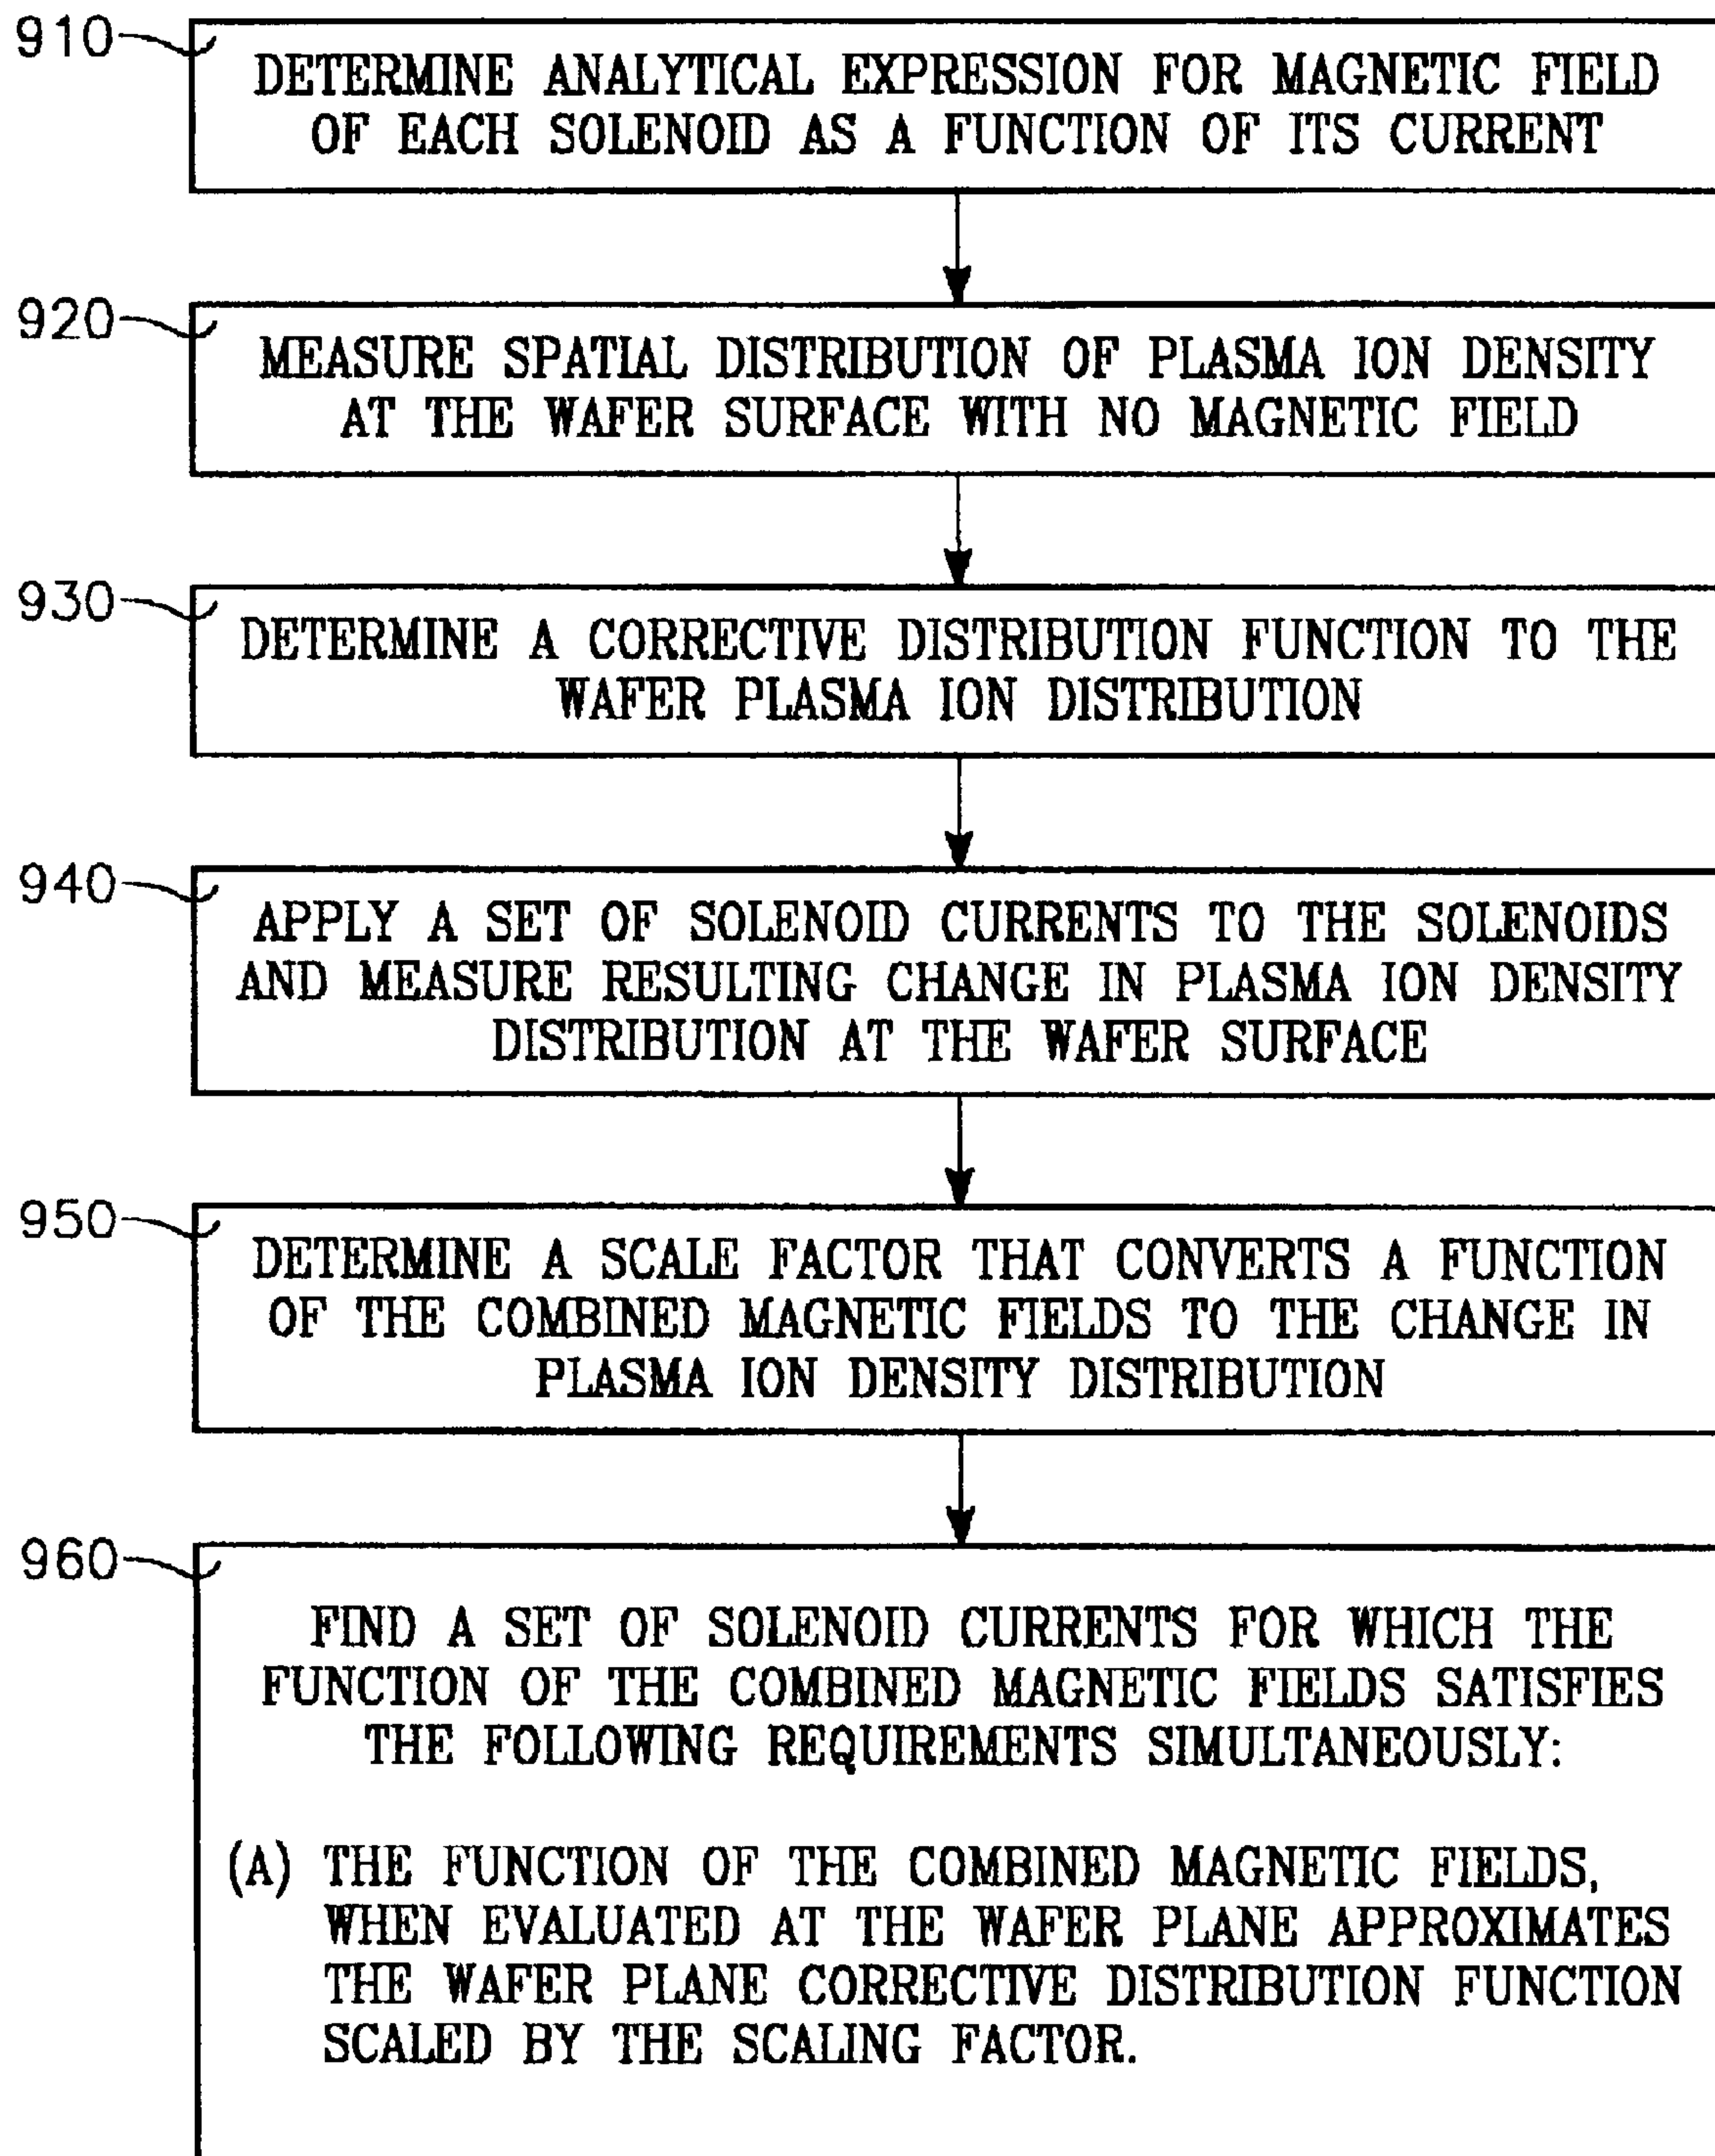 910
DETERMINE ANALYTICAL EXPRESSION FOR MAGNETIC FIELD
OF EACH SOLENOID AS A FUNCTION OF ITS CURRENT
920
MEASURE SPATIAL DISTRIBUTION OF PLASMA ION DENSITY
AT THE WAFER SURFACE WITH NO MAGNETIC FIELD
930
DETERMINE A CORRECTIVE DISTRIBUTION FUNCTION TO THE
WAFER PLASMA ION DISTRIBUTION
940
APPLY A SET OF SOLENOID CURRENTS TO THE SOLENOIDS
AND MEASURE RESULTING CHANGE IN PLASMA ION DENSITY
DISTRIBUTION AT THE WAFER SURFACE
950
DETERMINE A SCALE FACTOR THAT CONVERTS A FUNCTION
OF THE COMBINED MAGNETIC FIELDS TO THE CHANGE IN
PLASMA ION DENSITY DISTRIBUTION
960
FIND A SET OF SOLENOID CURRENTS FOR WHICH THE
FUNCTION OF THE COMBINED MAGNETIC FIELDS SATISFIES
THE FOLLOWING REQUIREMENTS SIMULTANEOUSLY:
(A) THE FUNCTION OF THE COMBINED MAGNETIC FIELDS,
WHEN EVALUATED AT THE WAFER PLANE APPROXIMATES
THE WAFER PLANE CORRECTIVE DISTRIBUTION FUNCTION
SCALED BY THE SCALING FACTOR.